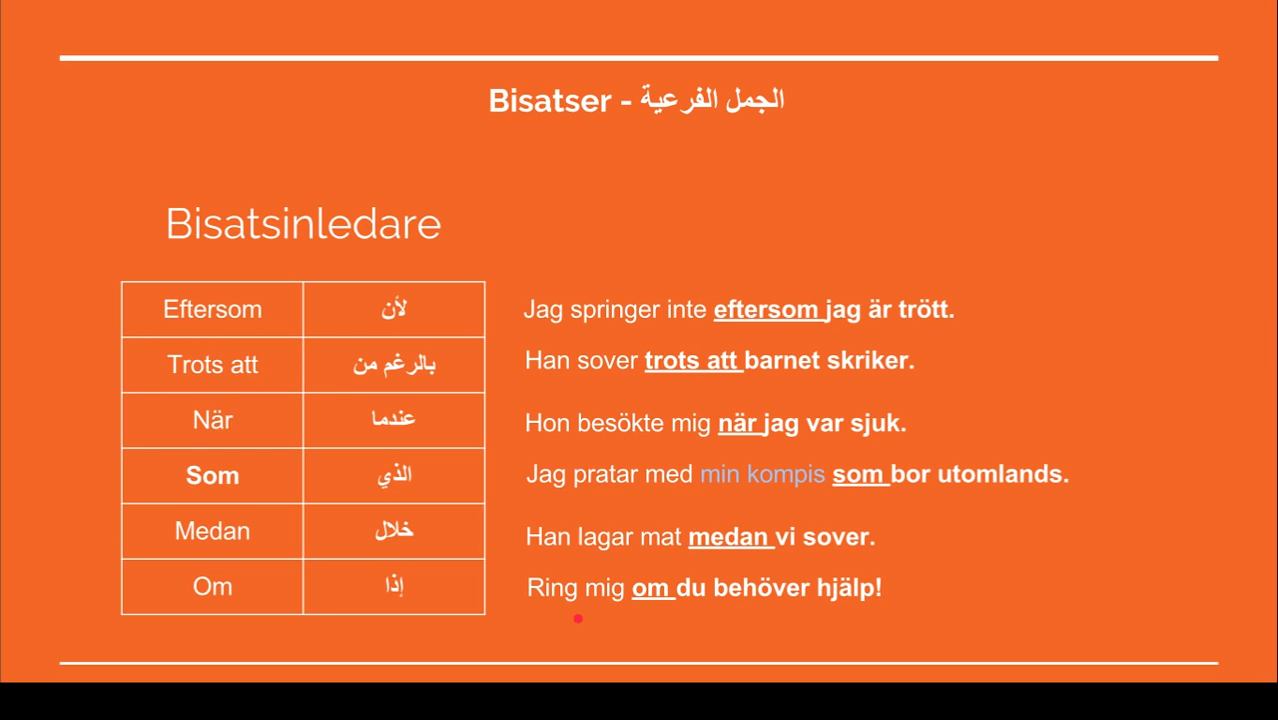 Bisatser - الجمل الفرعية
Bisatsinledare
Eftersom لأن Jag springer inte eftersom jag är trött.
Trots att بالرغم من Han sover trots att barnet skriker.
När عندما Hon besökte mig när jag var sjuk.
Som الذي Jag pratar med min kompis som bor utomlands.
Medan خلال Han lagar mat medan vi sover.
Om إذا Ring mig om du behöver hjälp!